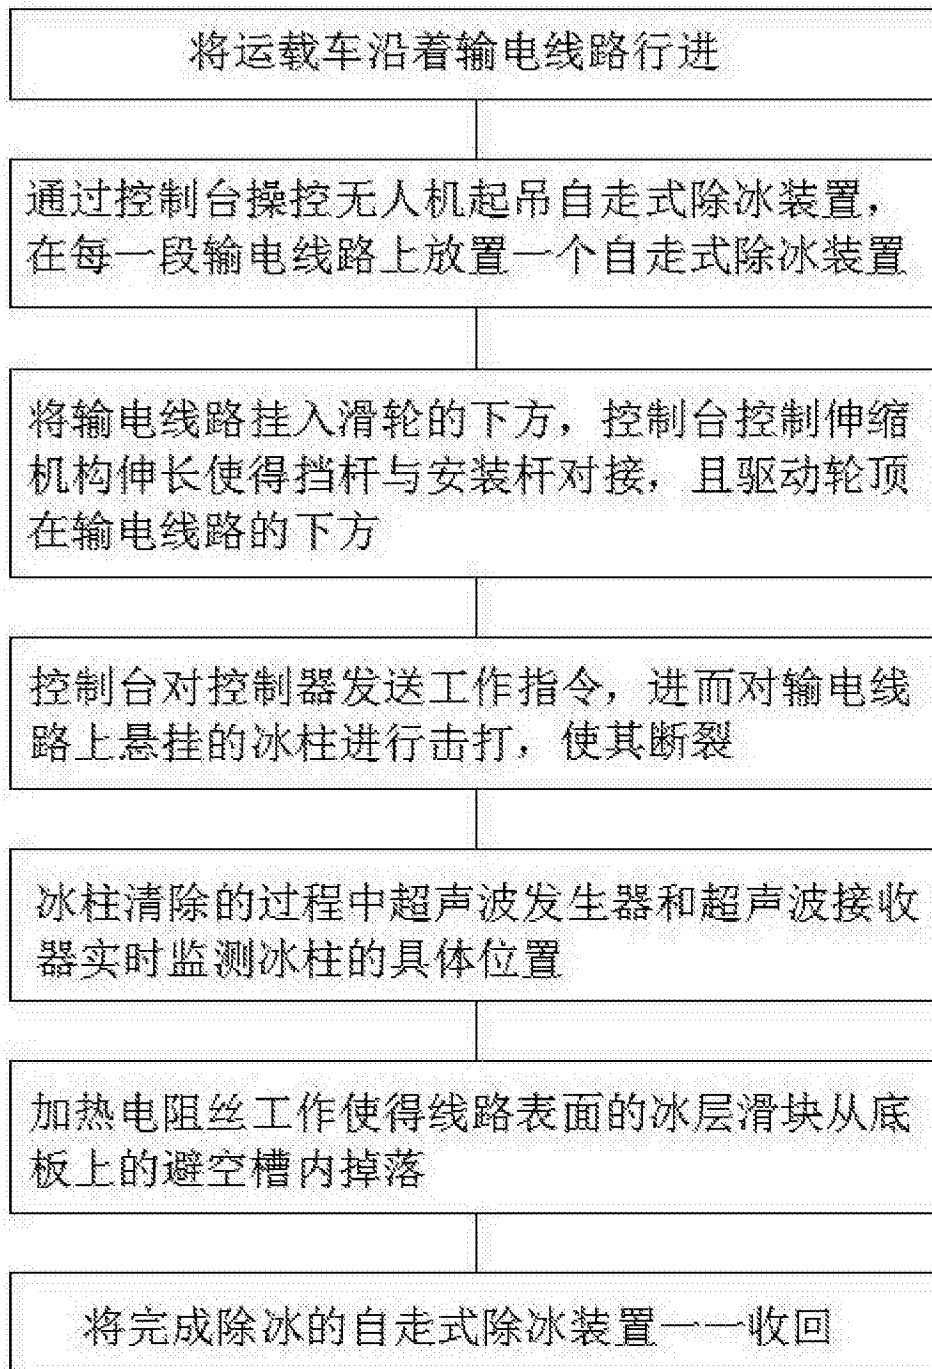 将运载车沿着输电线路行进
通过控制台操控无人机起吊自走式除冰装置，
在每一段输电线路上放置一个自走式除冰装置
将输电线路挂入滑轮的下方，控制台控制伸缩
机构伸长使得挡杆与安装杆对接，且驱动轮顶
在输电线路的下方
控制台对控制器发送工作指令，进而对输电线
路上悬挂的冰柱进行击打，使其断裂
冰柱清除的过程中超声波发生器和超声波接收
器实时监测冰柱的具体位置
加热电阻丝工作使得线路表面的冰层滑块从底
板上的避空槽内掉落
将完成除冰的自走式除冰装置一一收回